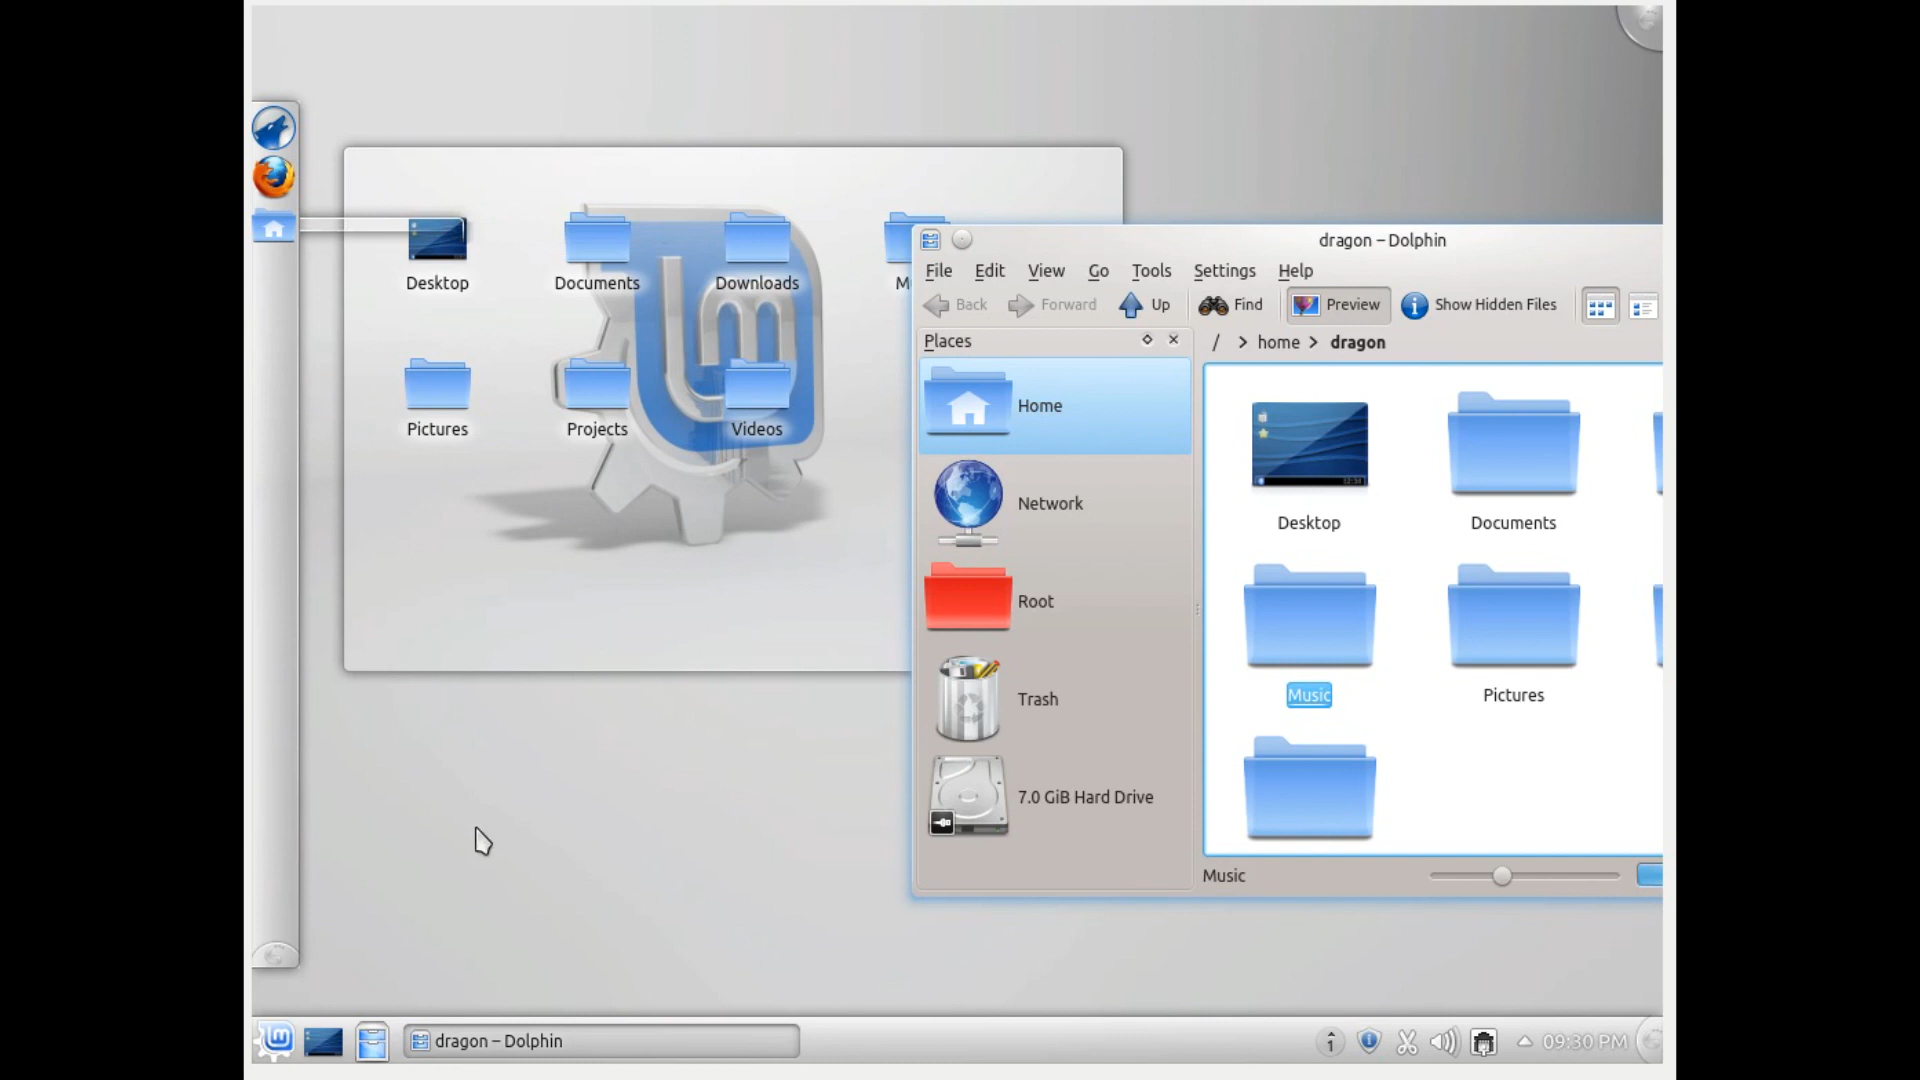 dragon – Dolphin
File Edit View Go Tools Settings Help
Back Forward Up Find Preview Show Hidden Files
Places
/ > home > dragon
Home
Network
Root
Trash
7.0 GiB Hard Drive
Desktop Documents
Music Pictures
Music
Desktop Documents Downloads M
Pictures Projects Videos
dragon – Dolphin
1
09:30 PM